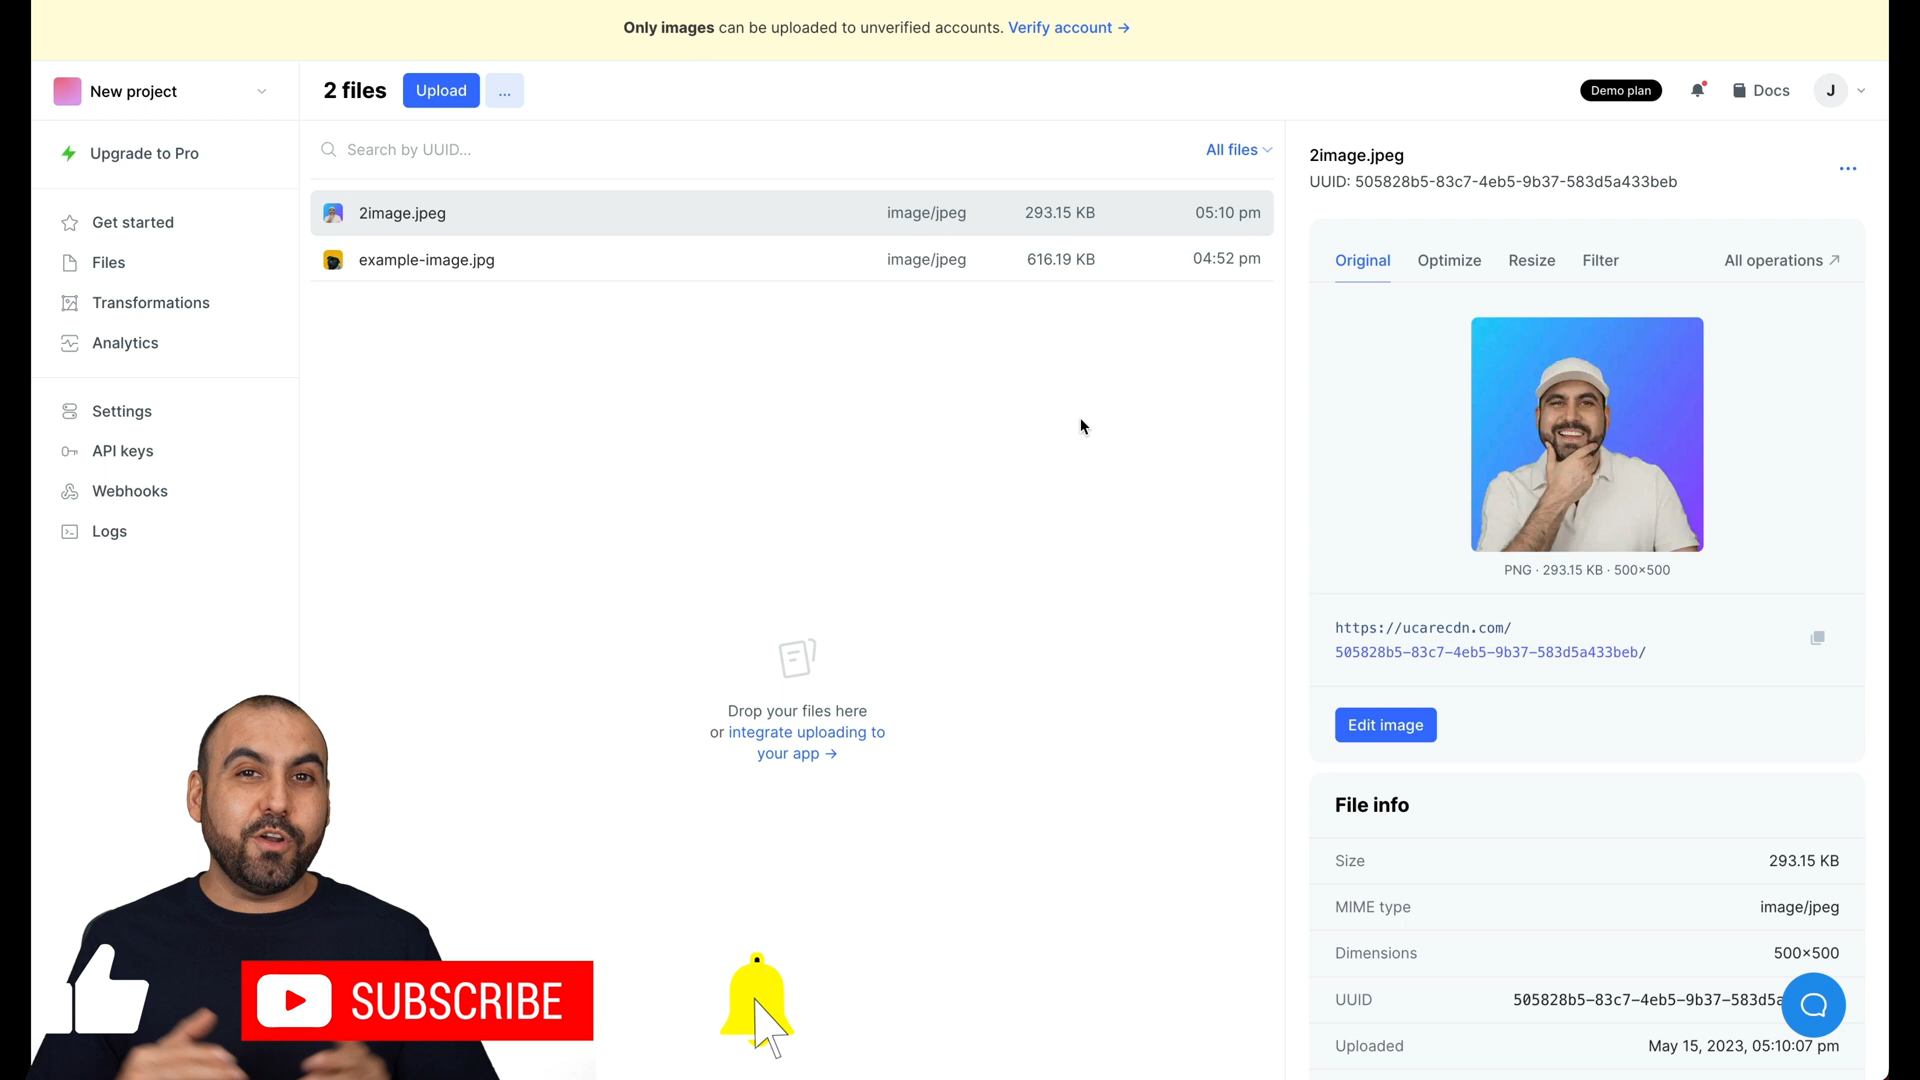 Only images can be uploaded to unverified accounts. Verify account →
New project
2 files
Upload
...
Demo plan
Docs
J
Upgrade to Pro
Get started
Files
Transformations
Analytics
Settings
API keys
Webhooks
Logs
Search by UUID...
All files
2image.jpeg
image/jpeg
293.15 KB
05:10 pm
example-image.jpg
image/jpeg
616.19 KB
04:52 pm
Drop your files here
or integrate uploading to
your app →
2image.jpeg
UUID: 505828b5-83c7-4eb5-9b37-583d5a433beb
Original
Optimize
Resize
Filter
All operations ↗
PNG · 293.15 KB · 500×500
https://ucarecdn.com/
505828b5-83c7-4eb5-9b37-583d5a433beb/
Edit image
File info
Size
293.15 KB
MIME type
image/jpeg
Dimensions
500×500
UUID
505828b5-83c7-4eb5-9b37-583d5a
Uploaded
May 15, 2023, 05:10:07 pm
SUBSCRIBE